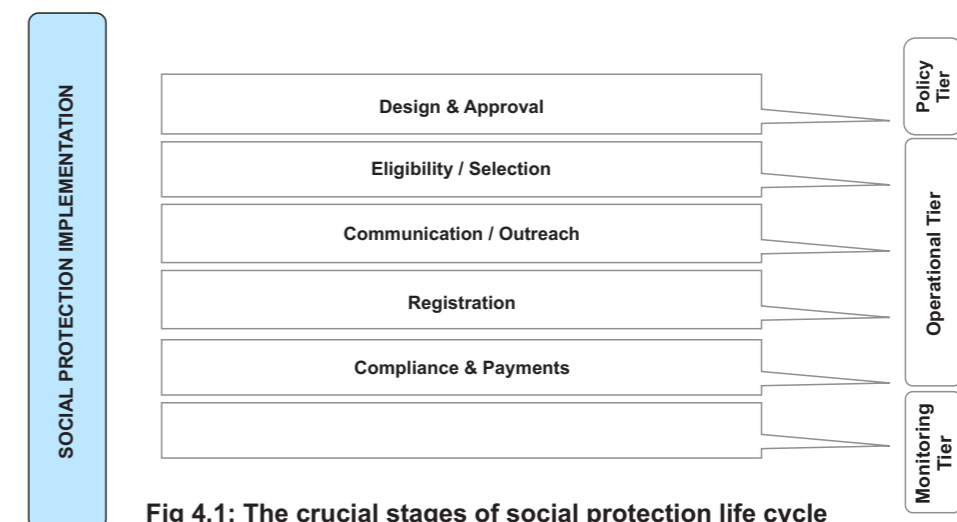 SOCIAL PROTECTION IMPLEMENTATION
Design & Approval
Eligibility / Selection
Communication / Outreach
Registration
Compliance & Payments
Policy
Tier
Operational Tier
Monitoring
Tier
Fig 4.1: The crucial stages of social protection life cycle